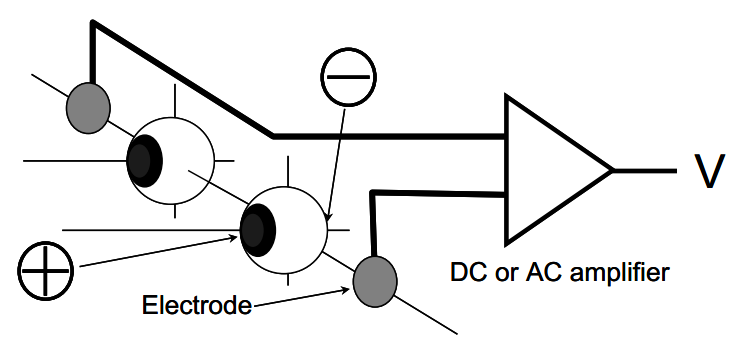 V
DC or AC amplifier
Electrode